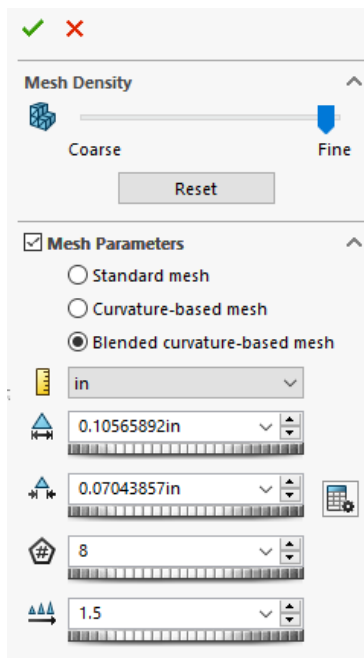 Mesh Density
Coarse Fine
Reset
Mesh Parameters
Standard mesh
Curvature-based mesh
Blended curvature-based mesh
in
0.10565892in
0.07043857in
#
8
1.5